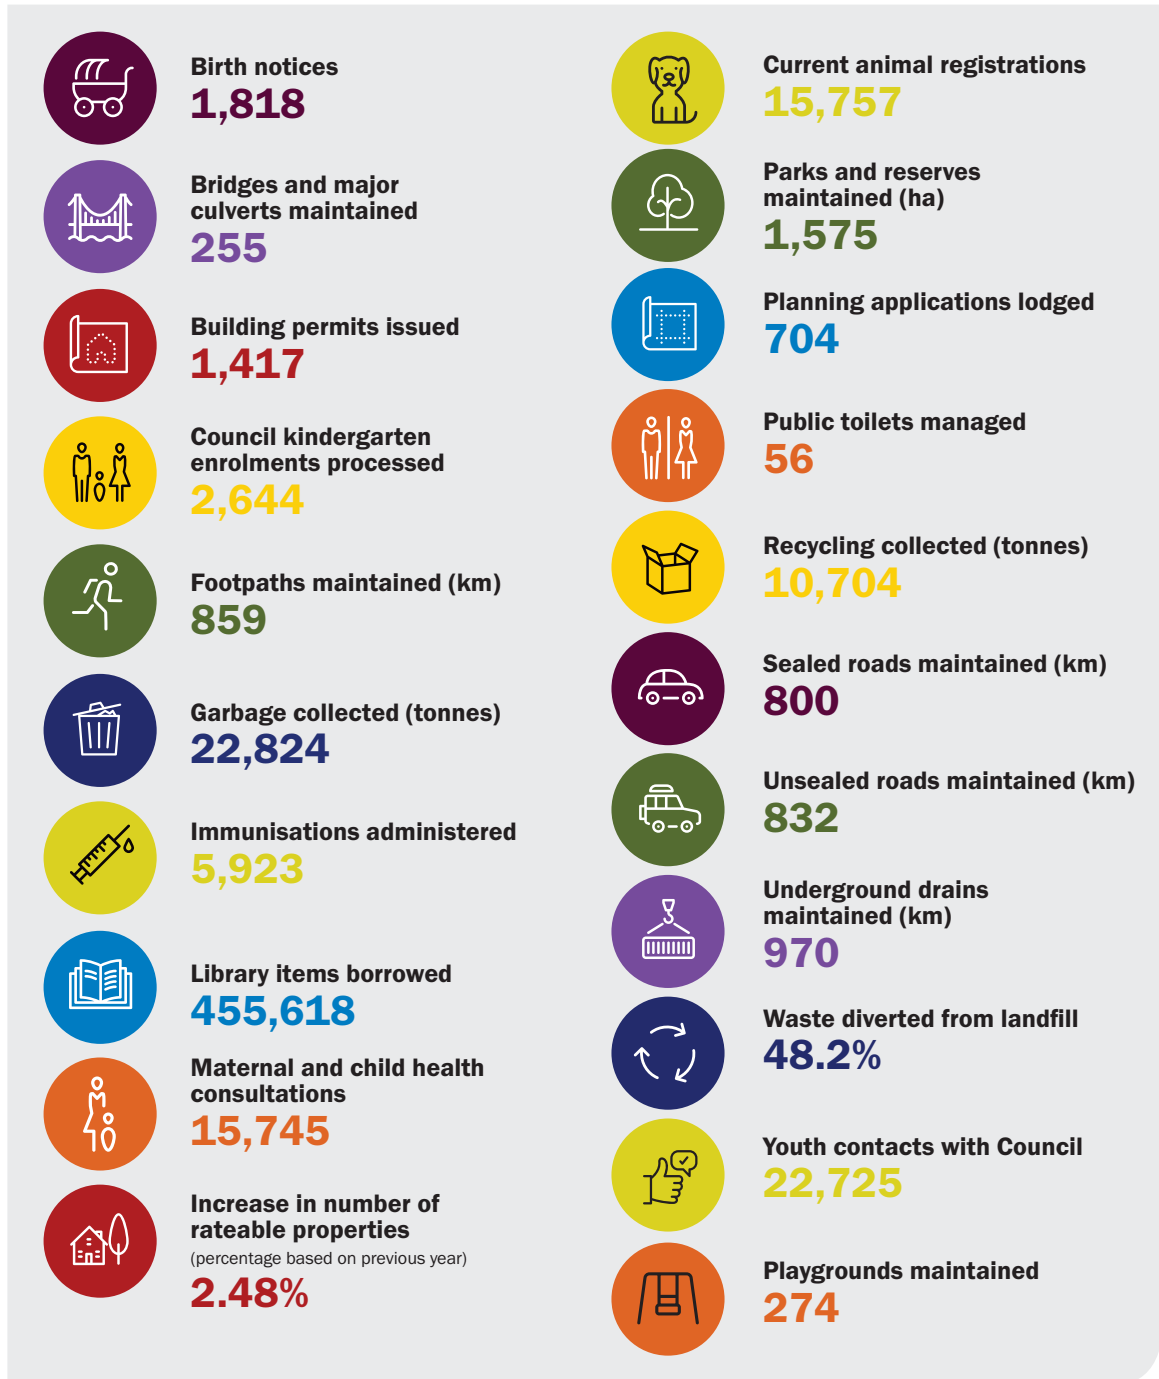 Birth notices
1,818
Bridges and major
culverts maintained
255
Building permits issued
1,417
Council kindergarten
enrolments processed
2,644
Footpaths maintained (km)
859
Garbage collected (tonnes)
22,824
Immunisations administered
5,923
Library items borrowed
455,618
Maternal and child health
consultations
15,745
Increase in number of
rateable properties
(percentage based on previous year)
2.48%
Current animal registrations
15,757
Parks and reserves
maintained (ha)
1,575
Planning applications lodged
704
Public toilets managed
56
Recycling collected (tonnes)
10,704
Sealed roads maintained (km)
800
Unsealed roads maintained (km)
832
Underground drains
maintained (km)
970
Waste diverted from landfill
48.2%
Youth contacts with Council
22,725
Playgrounds maintained
274